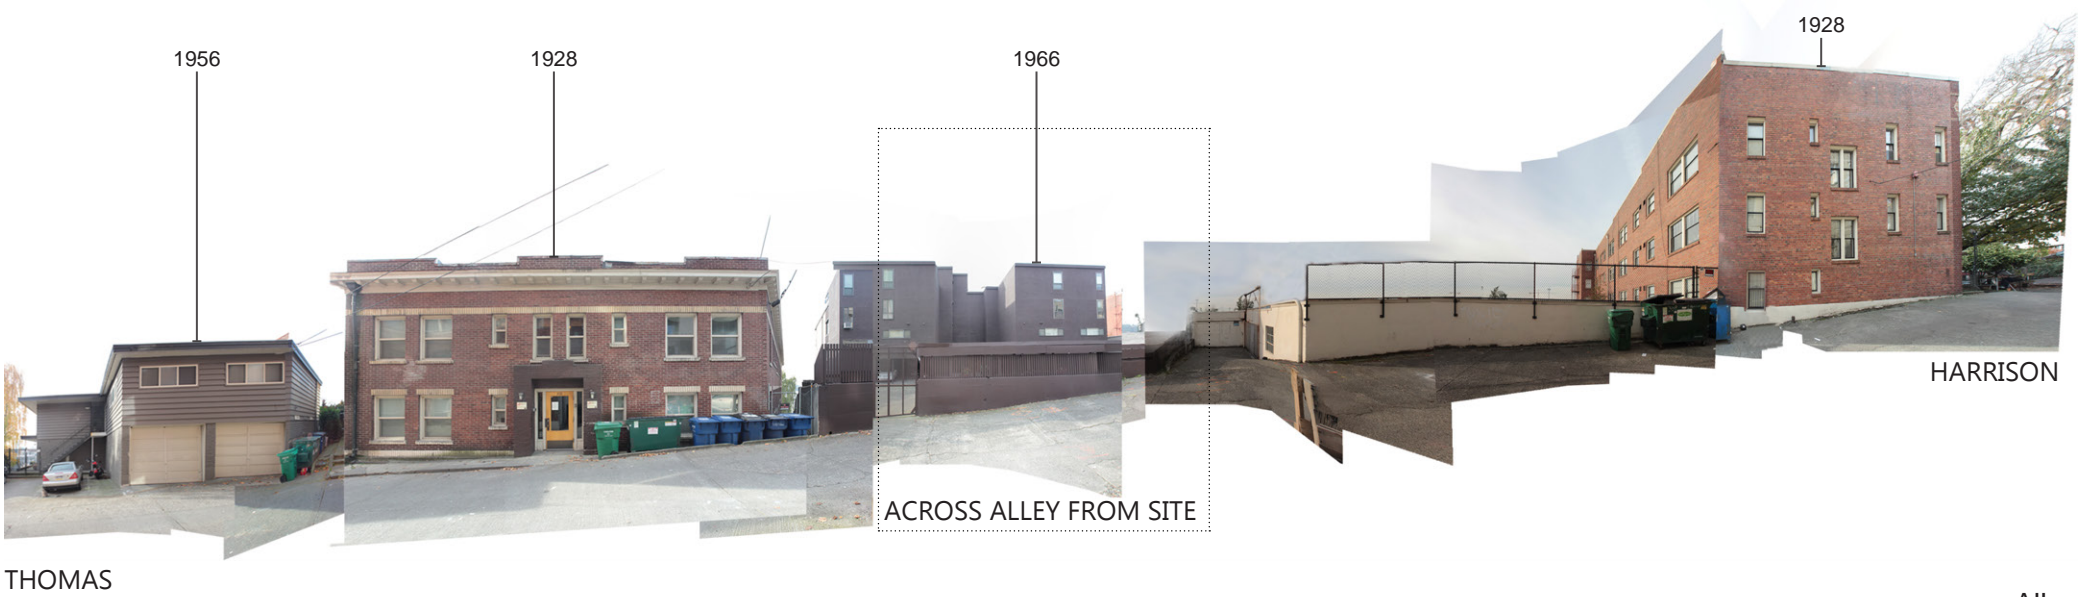 1956
1928
1966
1928
HARRISON
ACROSS ALLEY FROM SITE
THOMAS